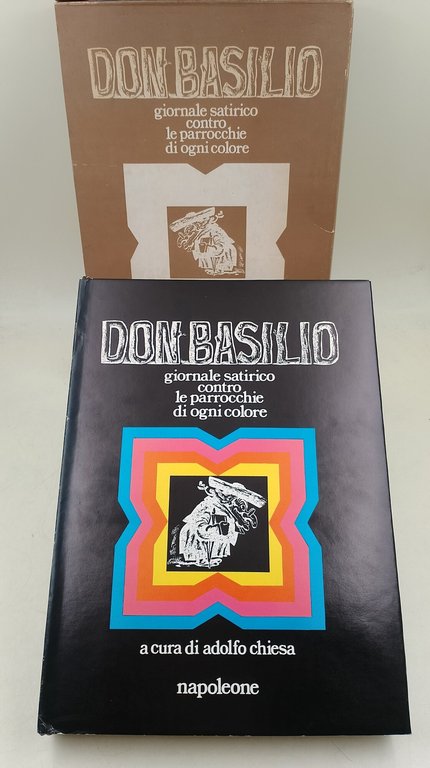 DON BASILIO
giornale satirico
contro
le parrocchie
di ogni colore
DON BASILIO
giornale satirico
contro
le parrocchie
di ogni colore
a cura di adolfo chiesa
napoleone